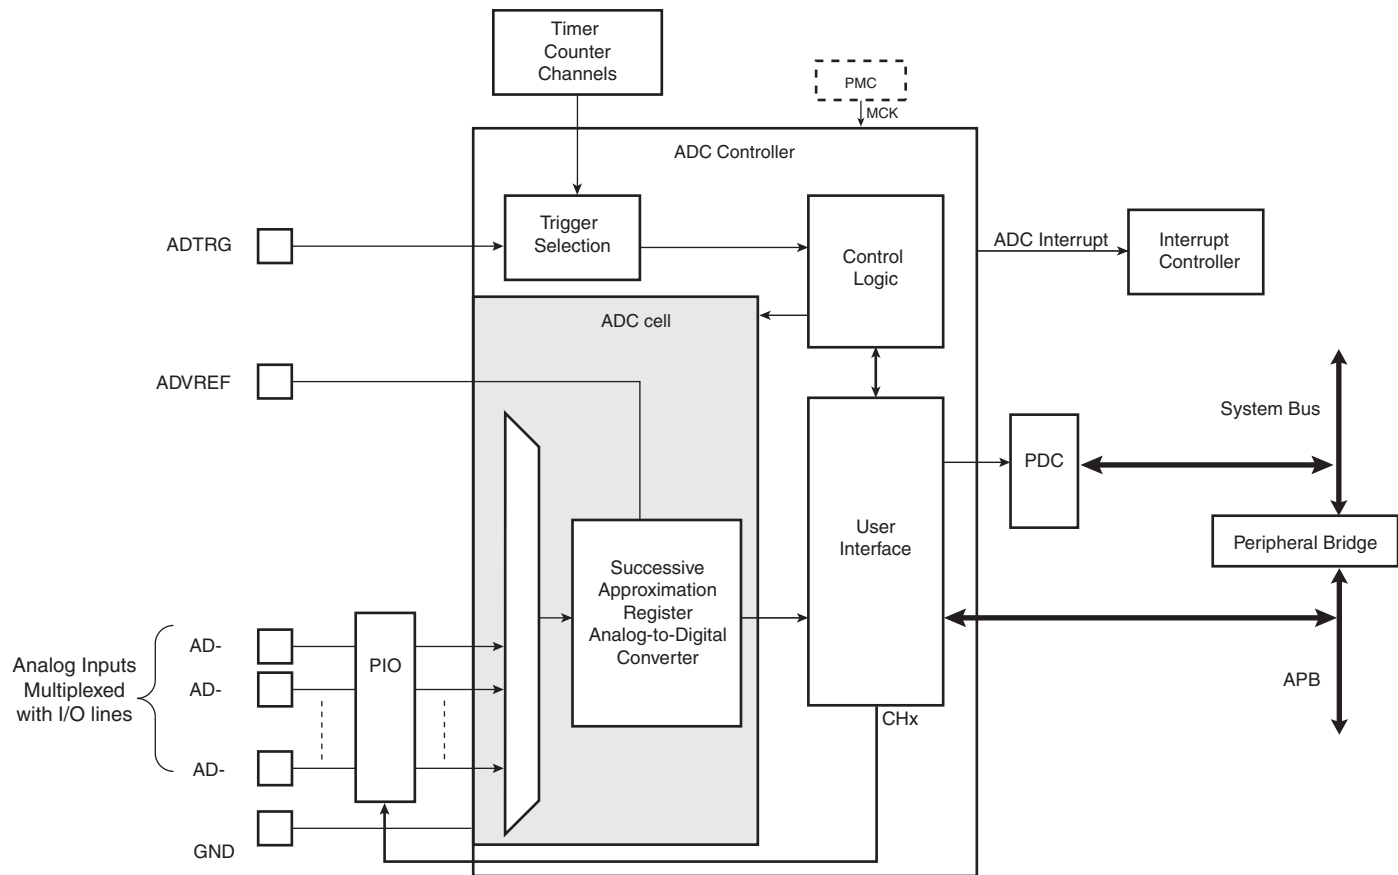 Timer
Counter
Channels
PMC
MCK
ADC Controller
ADTRG
Trigger
Selection
Control
Logic
ADC Interrupt
Interrupt
Controller
ADC cell
ADVREF
System Bus
PDC
User
Interface
Peripheral Bridge
Successive
Approximation
Register
Analog-to-Digital
Converter
Analog Inputs
Multiplexed
with I/O lines
AD-
AD-
AD-
PIO
APB
CHx
GND